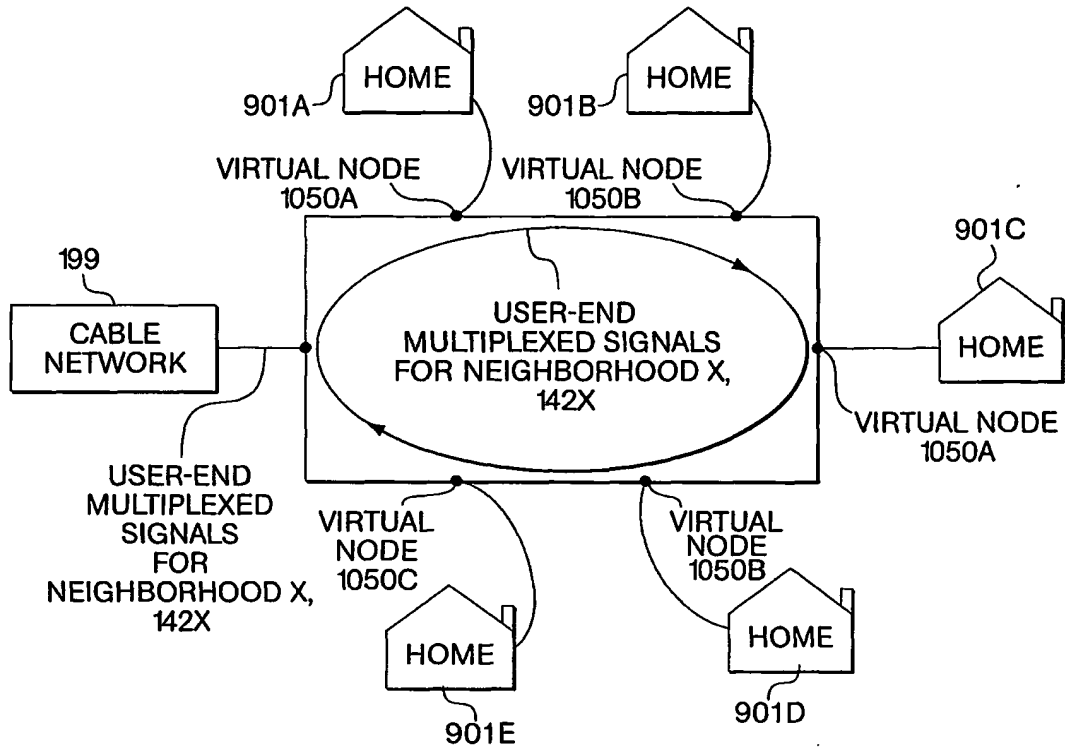 HOME
HOME
901A
901B
VIRTUAL NODE
1050A
VIRTUAL NODE
1050B
901C
HOME
199
CABLE
NETWORK
USER-END
MULTIPLEXED SIGNALS
FOR NEIGHBORHOOD X,
142X
VIRTUAL NODE
1050A
USER-END
MULTIPLEXED
SIGNALS
FOR
NEIGHBORHOOD X,
142X
VIRTUAL
NODE
1050C
VIRTUAL
NODE
1050B
HOME
901E
HOME
901D